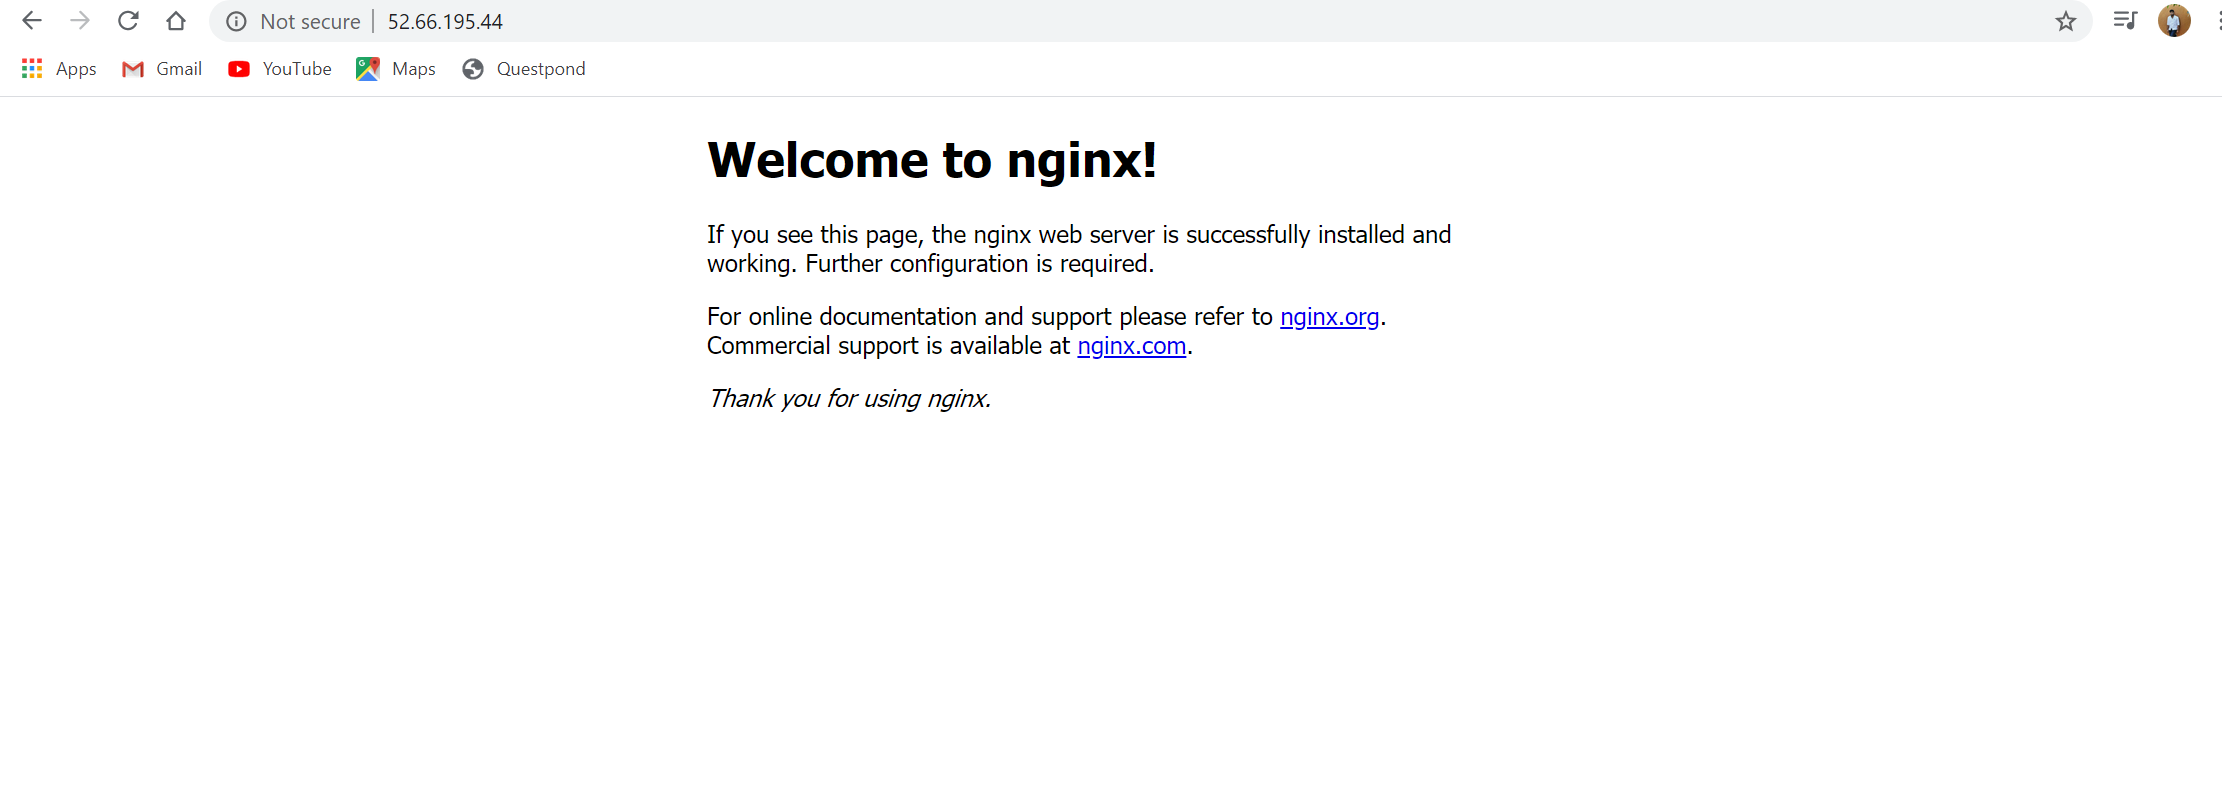 Not secure 52.66.195.44
Apps Gmail YouTube Maps Questpond
Welcome to nginx!
If you see this page, the nginx web server is successfully installed and
working. Further configuration is required.
For online documentation and support please refer to nginx.org.
Commercial support is available at nginx.com.
Thank you for using nginx.